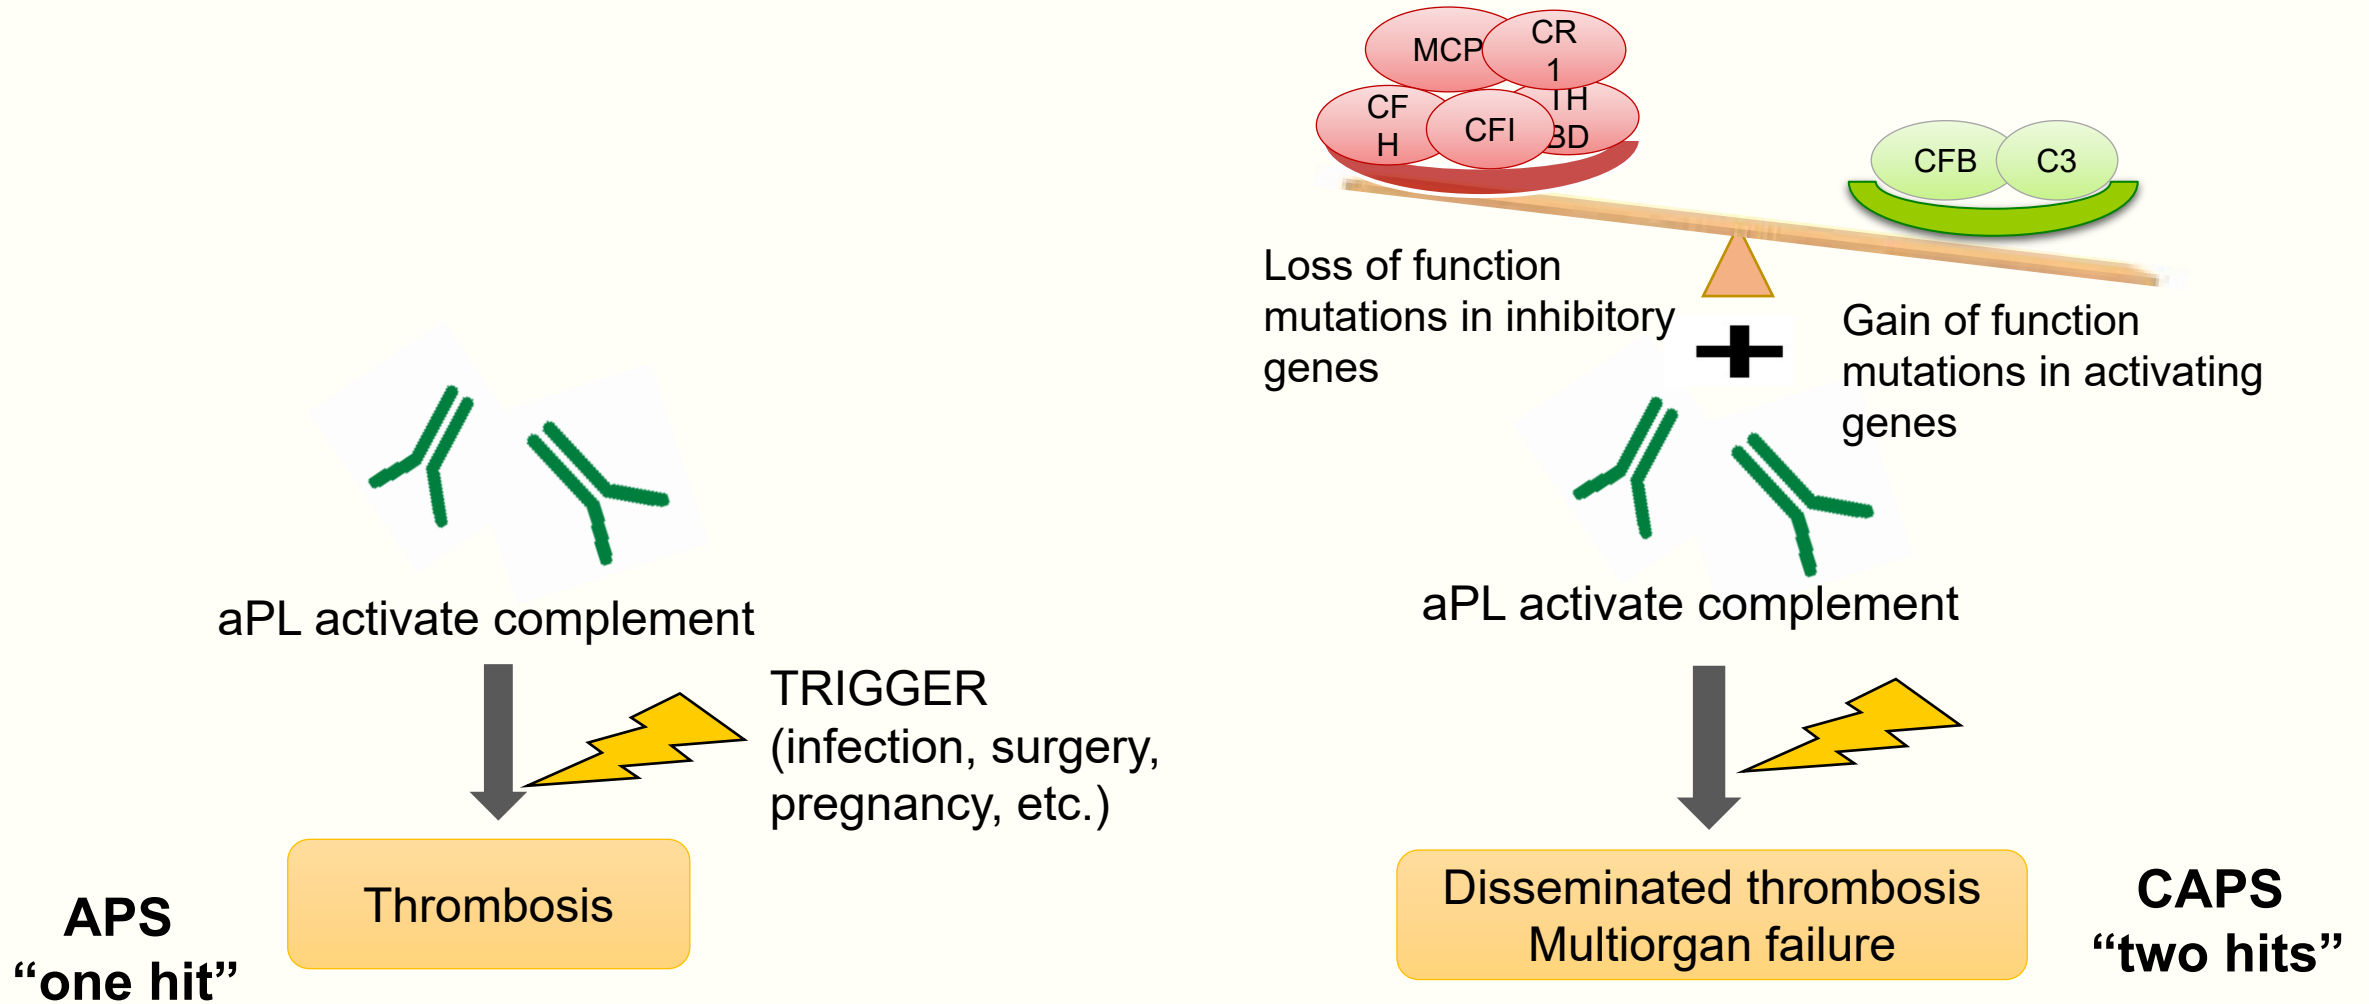 MCP
CR
1
CF
H
CFI
TH
BD
CFB
C3
Loss of function
mutations in inhibitory
genes
Gain of function
mutations in activating
genes
aPL activate complement
TRIGGER
(infection, surgery,
pregnancy, etc.)
Thrombosis
APS
“one hit”
aPL activate complement
Disseminated thrombosis
Multiorgan failure
CAPS
“two hits”